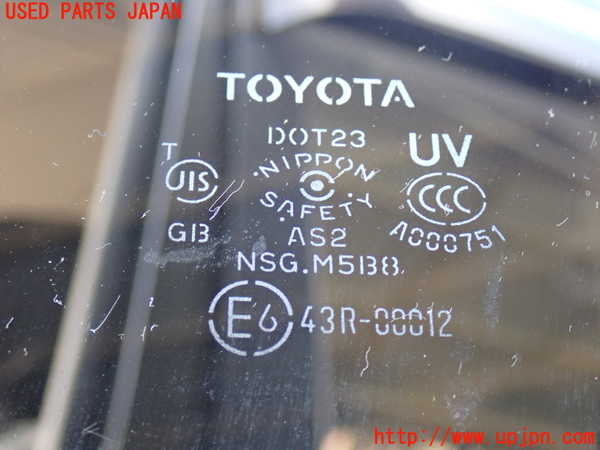 USED PARTS JAPAN
TOYOTA
DOT23
UV
T
JIS
NIPPON
SAFETY
CCC
GB
AS2
A000751
NSG.M5B8
E6 43R-00012
http://www.upjpn.com